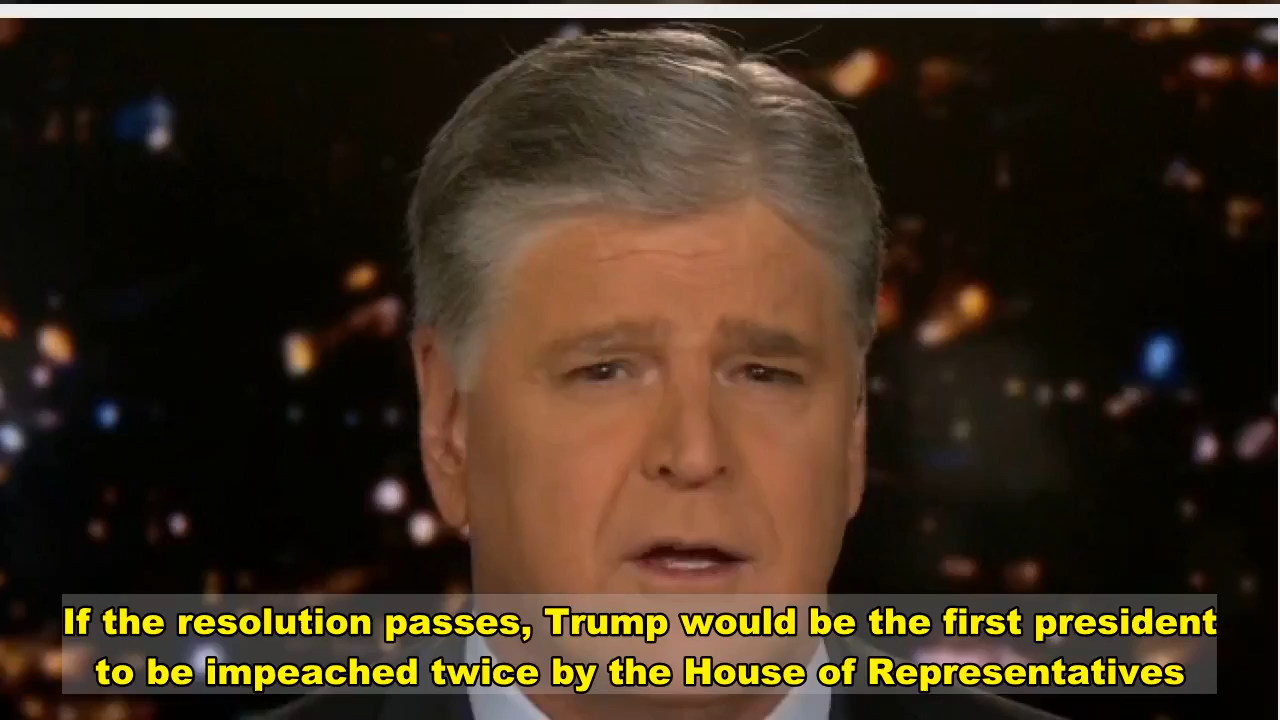 If the resolution passes, Trump would be the first president
to be impeached twice by the House of Representatives